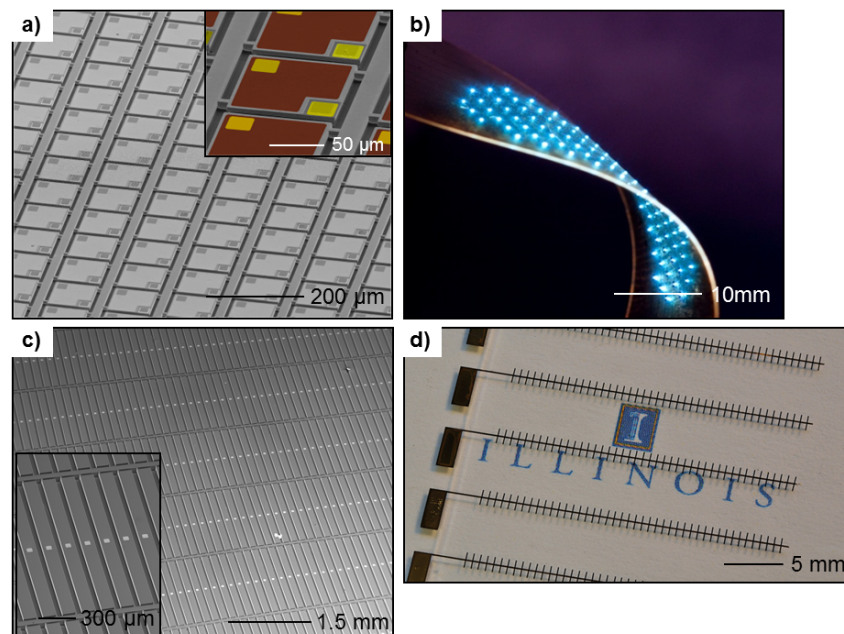 a)
50 µm
200 µm
b)
10mm
c)
300 µm
1.5 mm
d)
I
ILLINOIS
5 mm